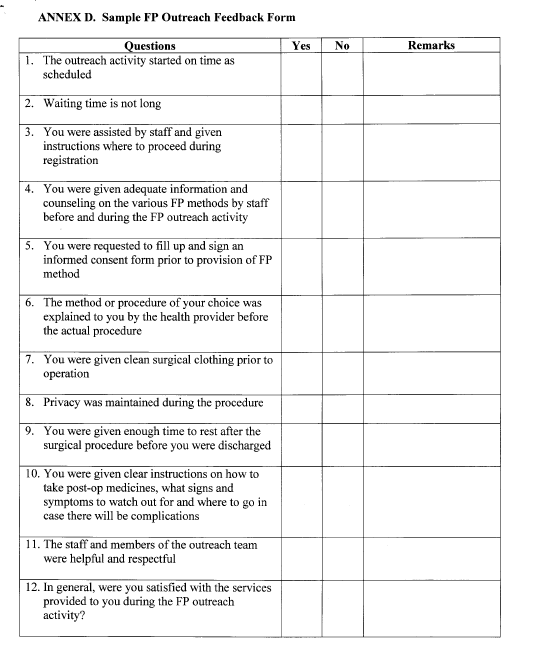 ANNEX D. Sample FP Outreach Feedback Form
Questions Yes No Remarks
1. The outreach activity started on time as
scheduled
2. Waiting time is not long
3. You were assisted by staff and given
instructions where to proceed during
registration
4. You were given adequate information and
counseling on the various FP methods by staff
before and during the FP outreach activity
5. You were requested to fill up and sign an
informed consent form prior to provision of FP
method
6. The method or procedure of your choice was
explained to you by the health provider before
the actual procedure
7. You were given clean surgical clothing prior to
operation
8. Privacy was maintained during the procedure
9. You were given enough time to rest after the
surgical procedure before you were discharged
10. You were given clear instructions on how to
take post-op medicines, what signs and
symptoms to watch out for and where to go in
case there will be complications
11. The staff and members of the outreach team
were helpful and respectful
12. In general, were you satisfied with the services
provided to you during the FP outreach
activity?